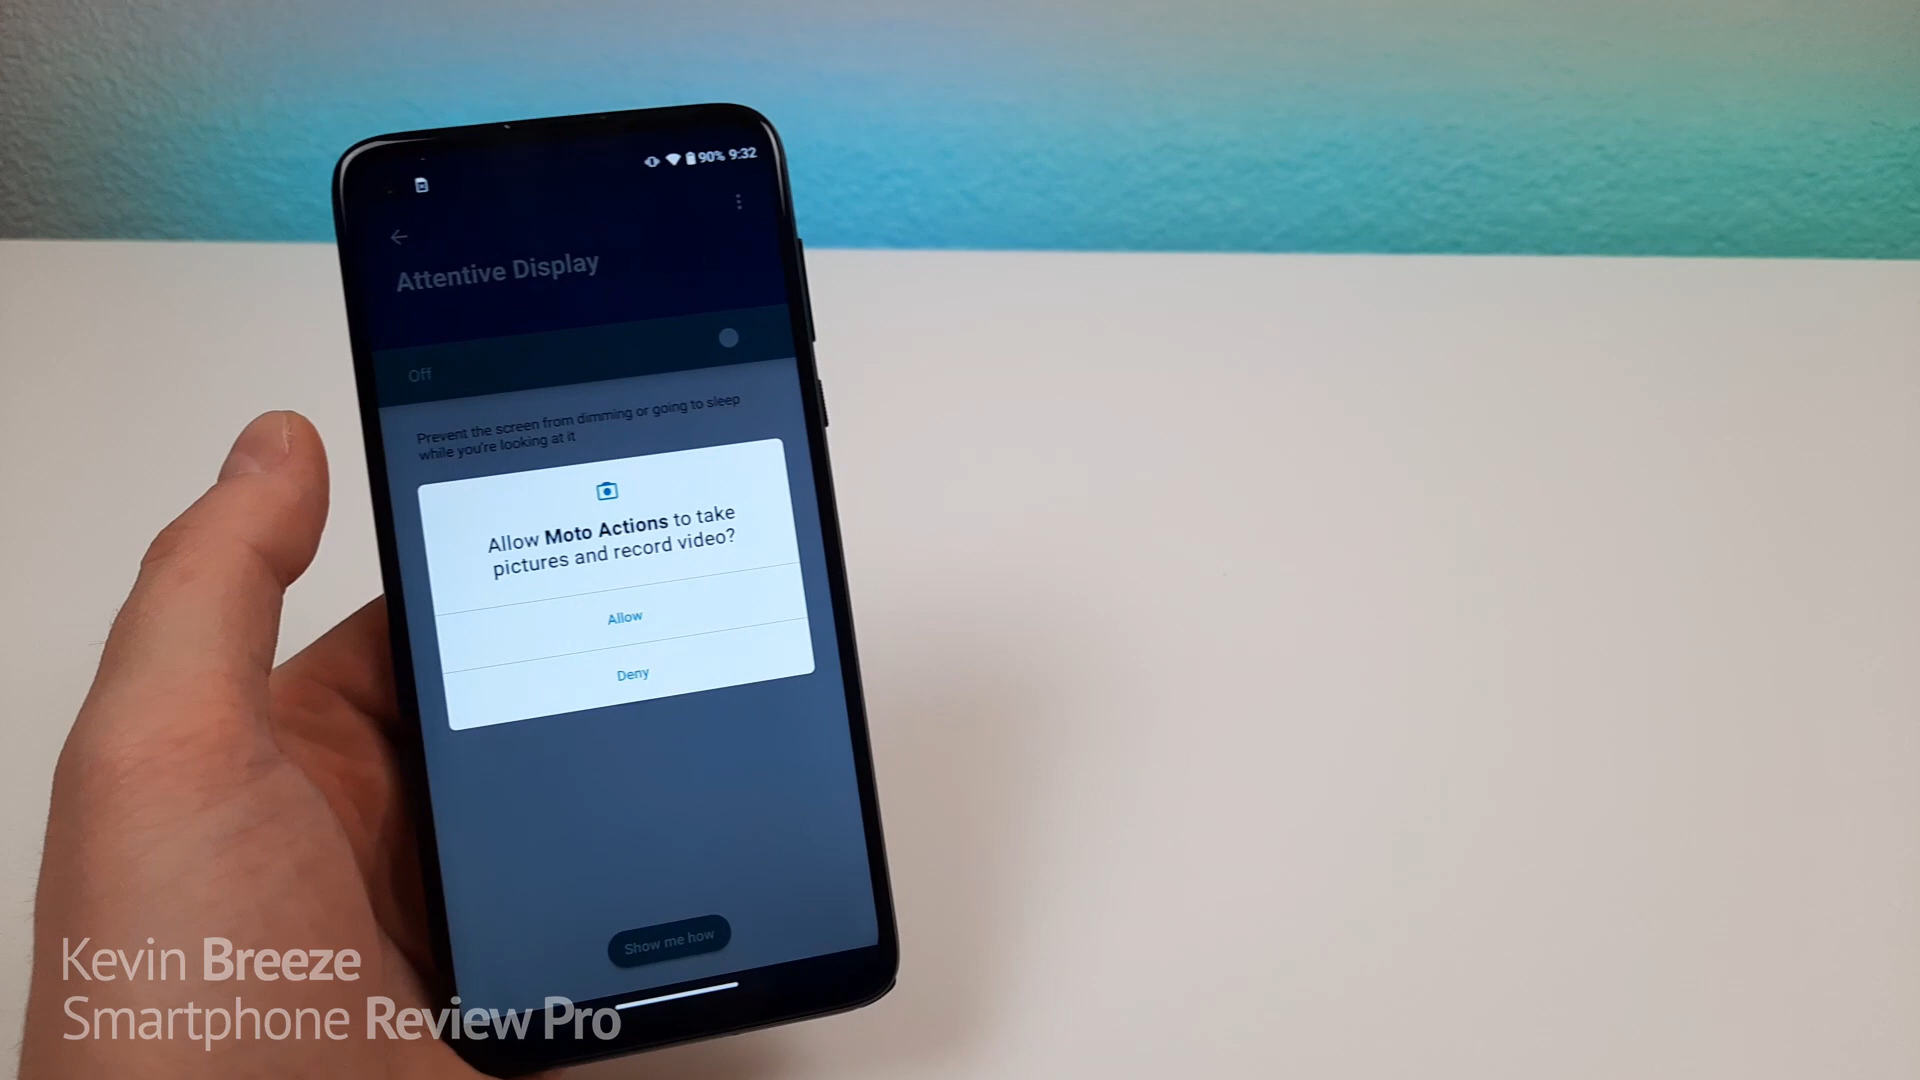 90% 9:32
Attentive Display
Off
Prevent the screen from dimming or going to sleep
while you're looking at it
Allow Moto Actions to take
pictures and record video?
Allow
Deny
Show me how
Kevin Breeze
Smartphone Review Pro